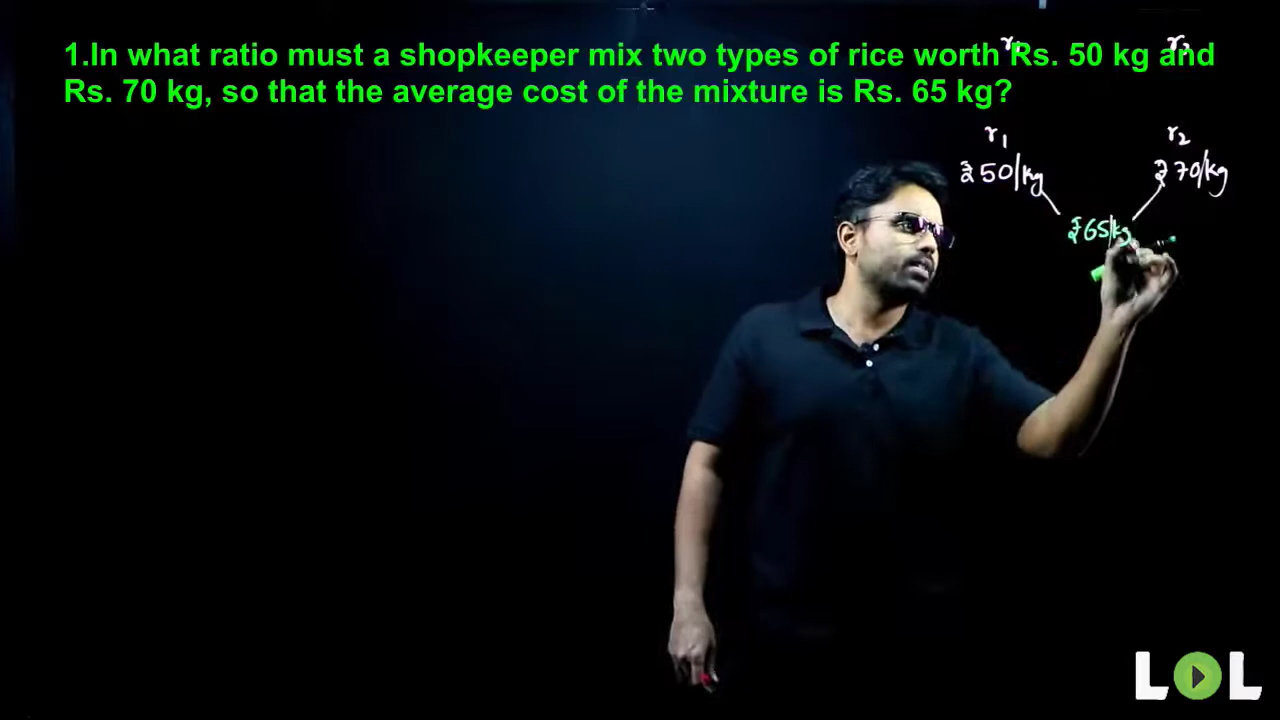 1.In what ratio must a shopkeeper mix two types of rice worth Rs. 50 kg and
Rs. 70 kg, so that the average cost of the mixture is Rs. 65 kg?
r1 r2
₹50/kg ₹70/kg
₹65/kg
LOL